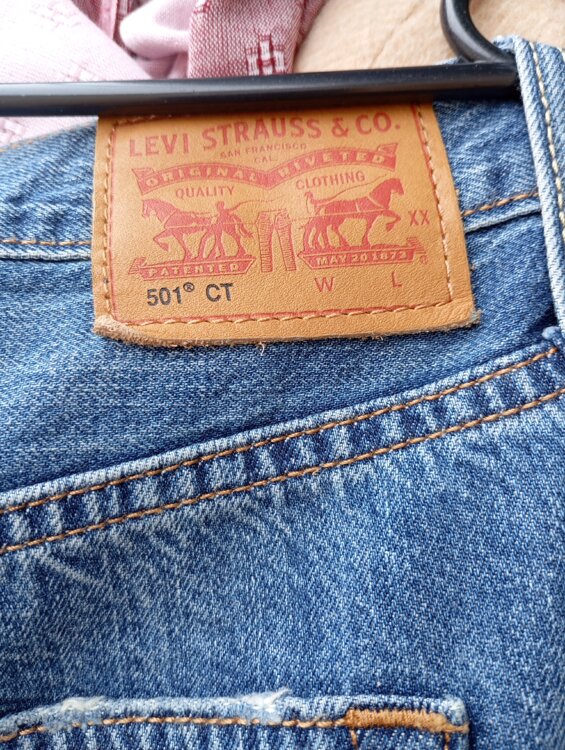 LEVI STRAUSS & CO.
SAN FRANCISCO
CAL.
ORIGINAL RIVETED
QUALITY CLOTHING
XX
PATENTED MAY 20 1873
501® CT W L